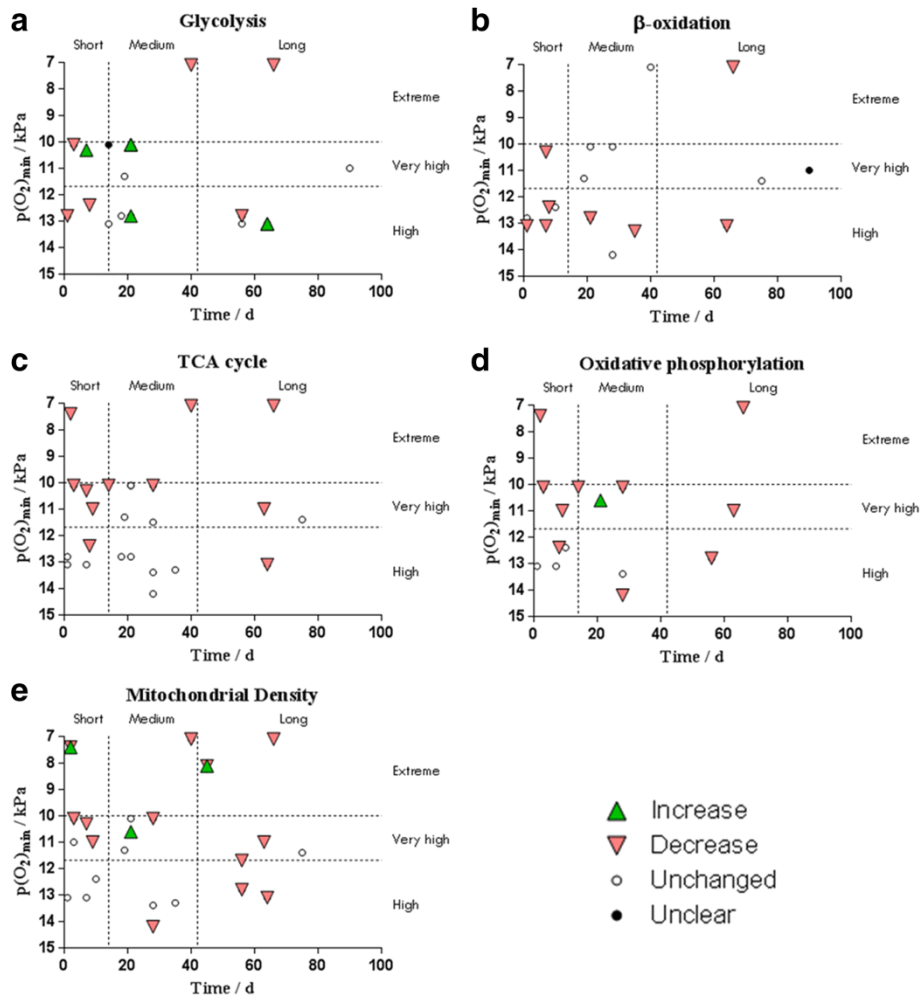 a
Glycolysis
Short Medium Long
7
8
9
10
11
12
13
14
15
p(O2)min / kPa
Extreme
Very high
High
0 20 40 60 80 100
Time / d
b
β-oxidation
Short Medium Long
7
8
9
10
11
12
13
14
15
p(O2)min / kPa
Extreme
Very high
High
0 20 40 60 80 100
Time / d
c
TCA cycle
Short Medium Long
7
8
9
10
11
12
13
14
15
p(O2)min / kPa
Extreme
Very high
High
0 20 40 60 80 100
Time / d
d
Oxidative phosphorylation
Short Medium Long
7
8
9
10
11
12
13
14
15
p(O2)min / kPa
Extreme
Very high
High
0 20 40 60 80 100
Time / d
e
Mitochondrial Density
Short Medium Long
7
8
9
10
11
12
13
14
15
p(O2)min / kPa
Extreme
Very high
High
0 20 40 60 80 100
Time / d
Increase
Decrease
Unchanged
Unclear